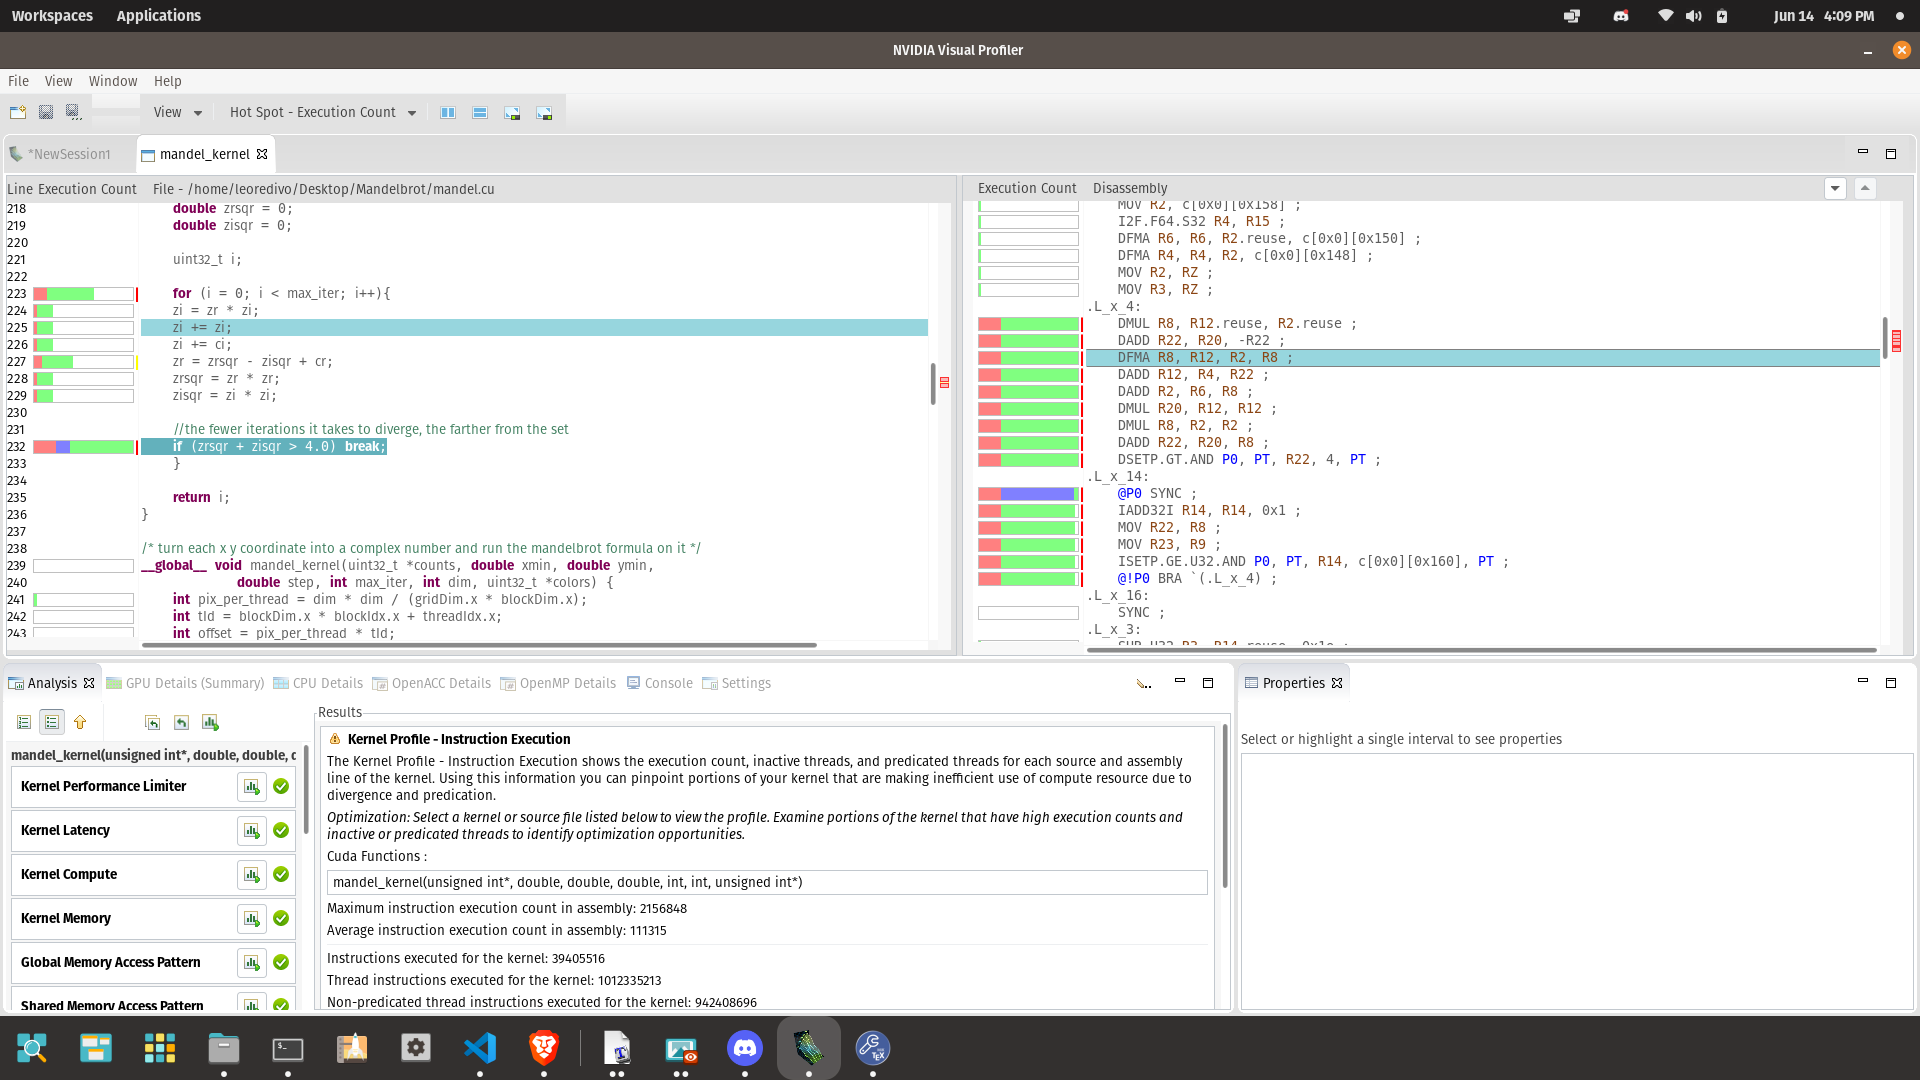 Workspaces Applications Jun 14 4:09 PM
NVIDIA Visual Profiler
File View Window Help
View Hot Spot - Execution Count
*NewSession1 mandel_kernel
Line Execution Count File - /home/leoredivo/Desktop/Mandelbrot/mandel.cu
218 double zrsqr = 0;
219 double zisqr = 0;
220
221 uint32_t i;
222
223 for (i = 0; i < max_iter; i++){
224 zi = zr * zi;
225 zi += zi;
226 zi += ci;
227 zr = zrsqr - zisqr + cr;
228 zrsqr = zr * zr;
229 zisqr = zi * zi;
230
231 //the fewer iterations it takes to diverge, the farther from the set
232 if (zrsqr + zisqr > 4.0) break;
233 }
234
235 return i;
236 }
237
238 /* turn each x y coordinate into a complex number and run the mandelbrot formula on it */
239 __global__ void mandel_kernel(uint32_t *counts, double xmin, double ymin,
240 double step, int max_iter, int dim, uint32_t *colors) {
241 int pix_per_thread = dim * dim / (gridDim.x * blockDim.x);
242 int tId = blockDim.x * blockIdx.x + threadIdx.x;
243 int offset = pix_per_thread * tId;
Execution Count Disassembly
MOV R2, c[0x0][0x158] ;
I2F.F64.S32 R4, R15 ;
DFMA R6, R6, R2.reuse, c[0x0][0x150] ;
DFMA R4, R4, R2, c[0x0][0x148] ;
MOV R2, RZ ;
MOV R3, RZ ;
.L_x_4:
DMUL R8, R12.reuse, R2.reuse ;
DADD R22, R20, -R22 ;
DFMA R8, R12, R2, R8 ;
DADD R12, R4, R22 ;
DADD R2, R6, R8 ;
DMUL R20, R12, R12 ;
DMUL R8, R2, R2 ;
DADD R22, R20, R8 ;
DSETP.GT.AND P0, PT, R22, 4, PT ;
.L_x_14:
@P0 SYNC ;
IADD32I R14, R14, 0x1 ;
MOV R22, R8 ;
MOV R23, R9 ;
ISETP.GE.U32.AND P0, PT, R14, c[0x0][0x160], PT ;
@!P0 BRA `(.L_x_4) ;
.L_x_16:
SYNC ;
.L_x_3:
Analysis GPU Details (Summary) CPU Details OpenACC Details OpenMP Details Console Settings
mandel_kernel(unsigned int*, double, double, d
Kernel Performance Limiter
Kernel Latency
Kernel Compute
Kernel Memory
Global Memory Access Pattern
Shared Memory Access Pattern
Results
Kernel Profile - Instruction Execution
The Kernel Profile - Instruction Execution shows the execution count, inactive threads, and predicated threads for each source and assembly
line of the kernel. Using this information you can pinpoint portions of your kernel that are making inefficient use of compute resource due to
divergence and predication.
Optimization: Select a kernel or source file listed below to view the profile. Examine portions of the kernel that have high execution counts and
inactive or predicated threads to identify optimization opportunities.
Cuda Functions :
mandel_kernel(unsigned int*, double, double, double, int, int, unsigned int*)
Maximum instruction execution count in assembly: 2156848
Average instruction execution count in assembly: 111315
Instructions executed for the kernel: 39405516
Thread instructions executed for the kernel: 1012335213
Non-predicated thread instructions executed for the kernel: 942408696
Properties
Select or highlight a single interval to see properties